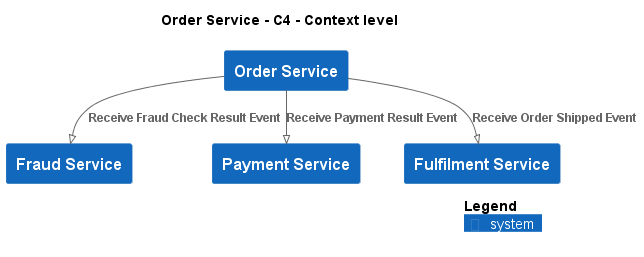 Order Service - C4 - Context level
Order Service
Receive Fraud Check Result Event
Receive Payment Result Event
Receive Order Shipped Event
Fraud Service
Payment Service
Fulfilment Service
Legend
system